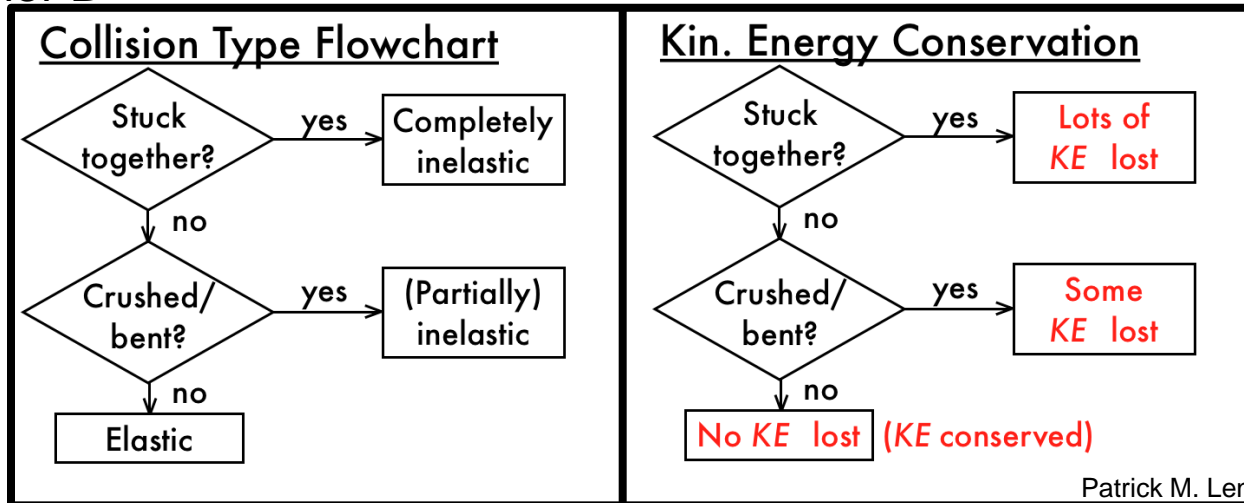 Collision Type Flowchart
Stuck
together?
yes
Completely
inelastic
no
Crushed/
bent?
yes
(Partially)
inelastic
no
Elastic
Kin. Energy Conservation
Stuck
together?
yes
Lots of
KE lost
no
Crushed/
bent?
yes
Some
KE lost
no
No KE lost (KE conserved)
Patrick M. Ler